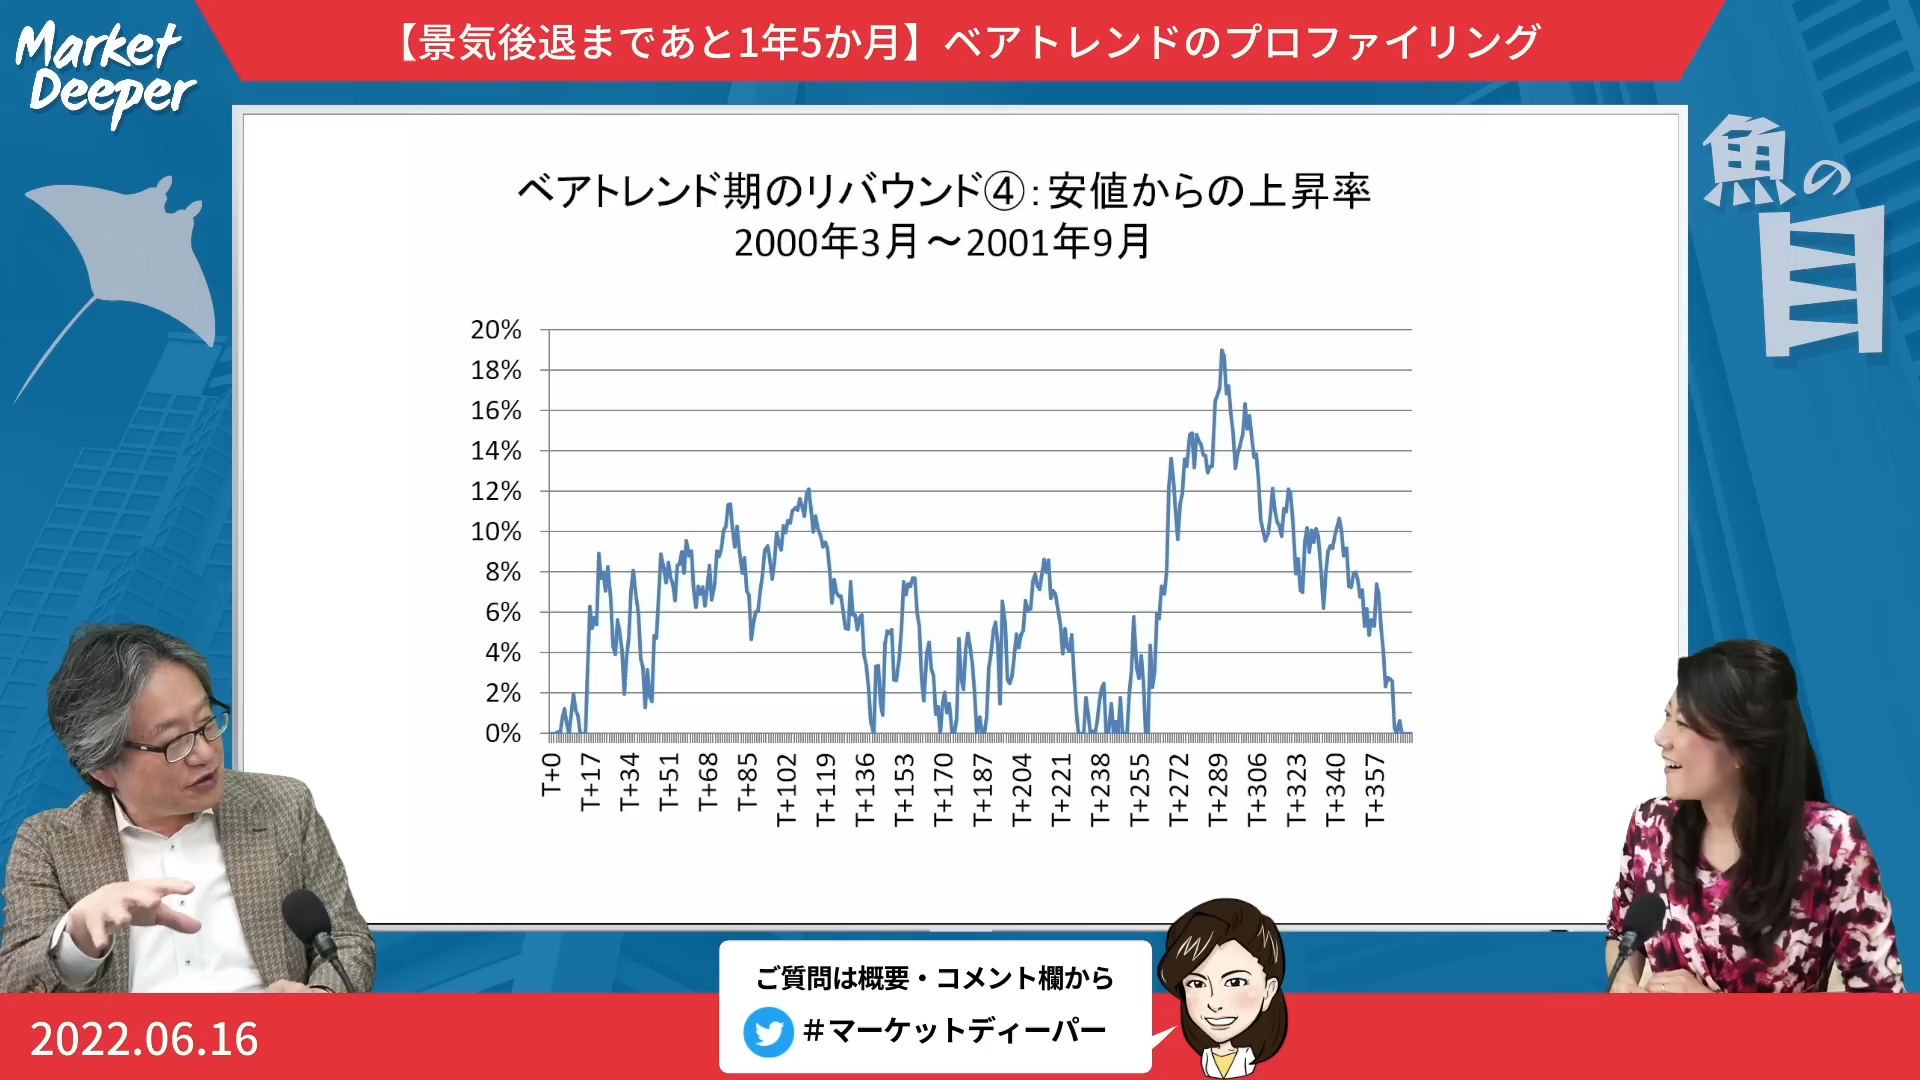 Market
Deeper
【景気後退まであと1年5か月】ベアトレンドのプロファイリング
魚の
目
ベアトレンド期のリバウンド④:安値からの上昇率
2000年3月～2001年9月
20%
18%
16%
14%
12%
10%
8%
6%
4%
2%
0%
T+0
T+17
T+34
T+51
T+68
T+85
T+102
T+119
T+136
T+153
T+170
T+187
T+204
T+221
T+238
T+255
T+272
T+289
T+306
T+323
T+340
T+357
ご質問は概要・コメント欄から
#マーケットディーパー
2022.06.16